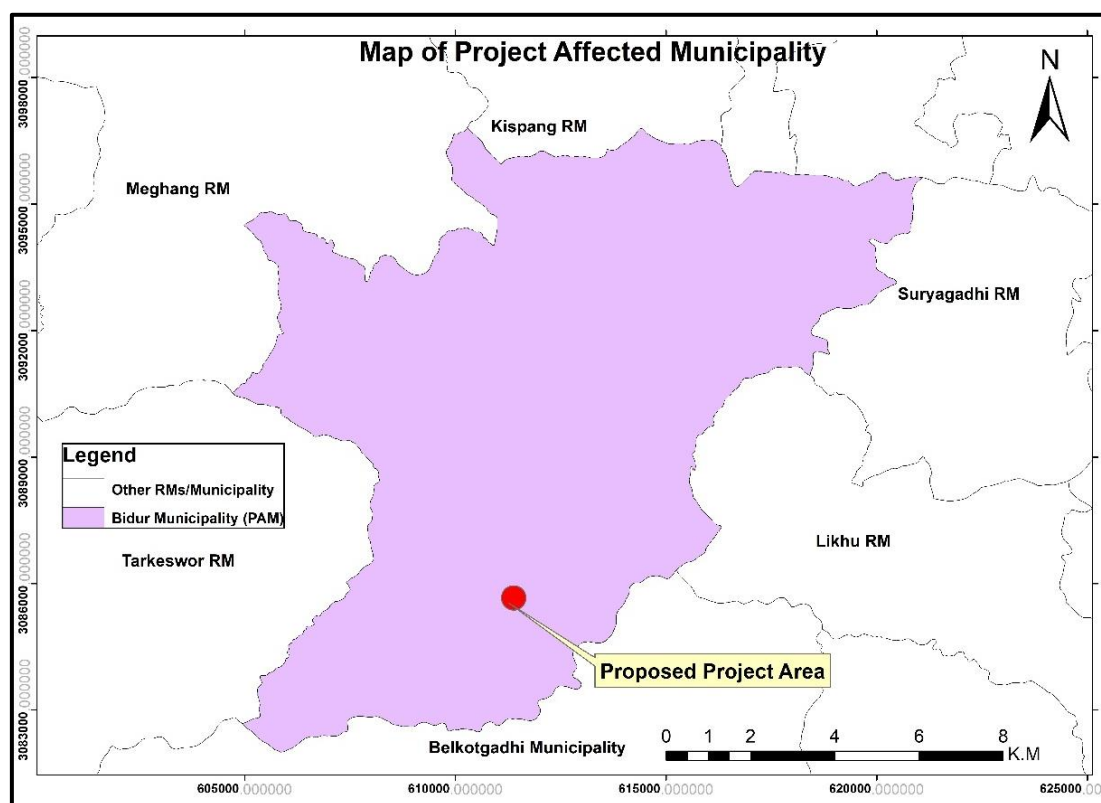 Map of Project Affected Municipality
N
Kispang RM
Meghang RM
Suryagadhi RM
Legend
Other RMs/Municipality
Bidur Municipality (PAM)
Likhu RM
Tarkeswor RM
Proposed Project Area
Belkotgadhi Municipality
0 1 2 4 6 8
K.M
3098000.000000
3095000.000000
3092000.000000
3089000.000000
3086000.000000
3083000.000000
605000.000000 610000.000000 615000.000000 620000.000000 625000.0